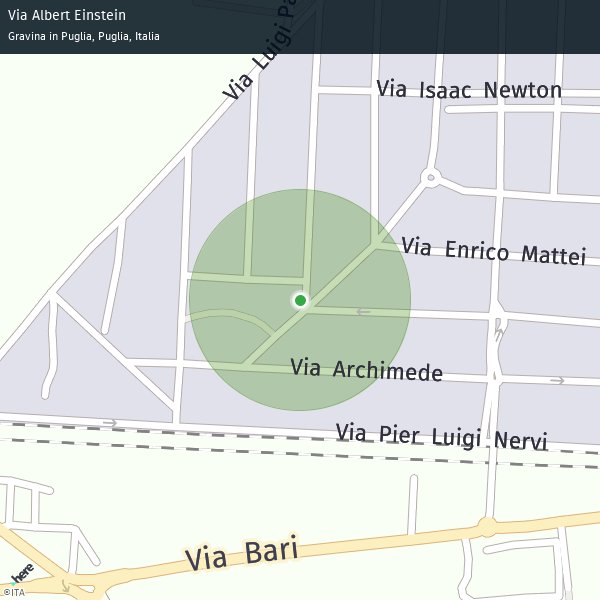 Via Albert Einstein
Gravina in Puglia, Puglia, Italia
Via Luigi Pa
Via Isaac Newton
Via Enrico Mattei
Via Archimede
Via Pier Luigi Nervi
Via Bari
here
©ITA